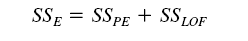 SS_E = SS_PE + SS_LOF